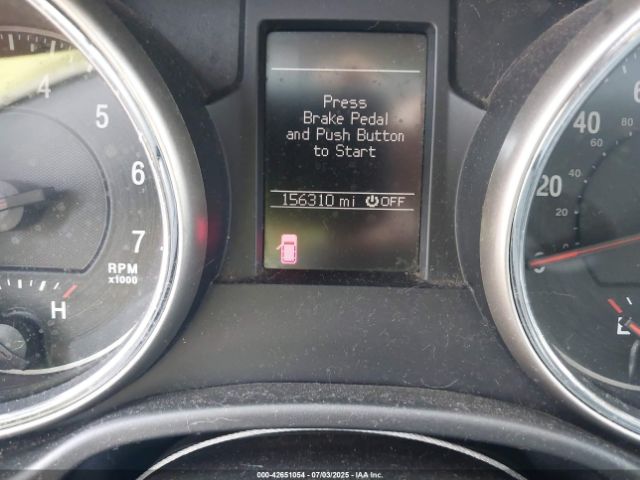 Press
Brake Pedal
and Push Button
to Start
156310 mi OFF
4
5
6
7
RPM
x1000
H
40
60
20
40
20
E
000-42651054 - 07/03/2025 - IAA Inc.